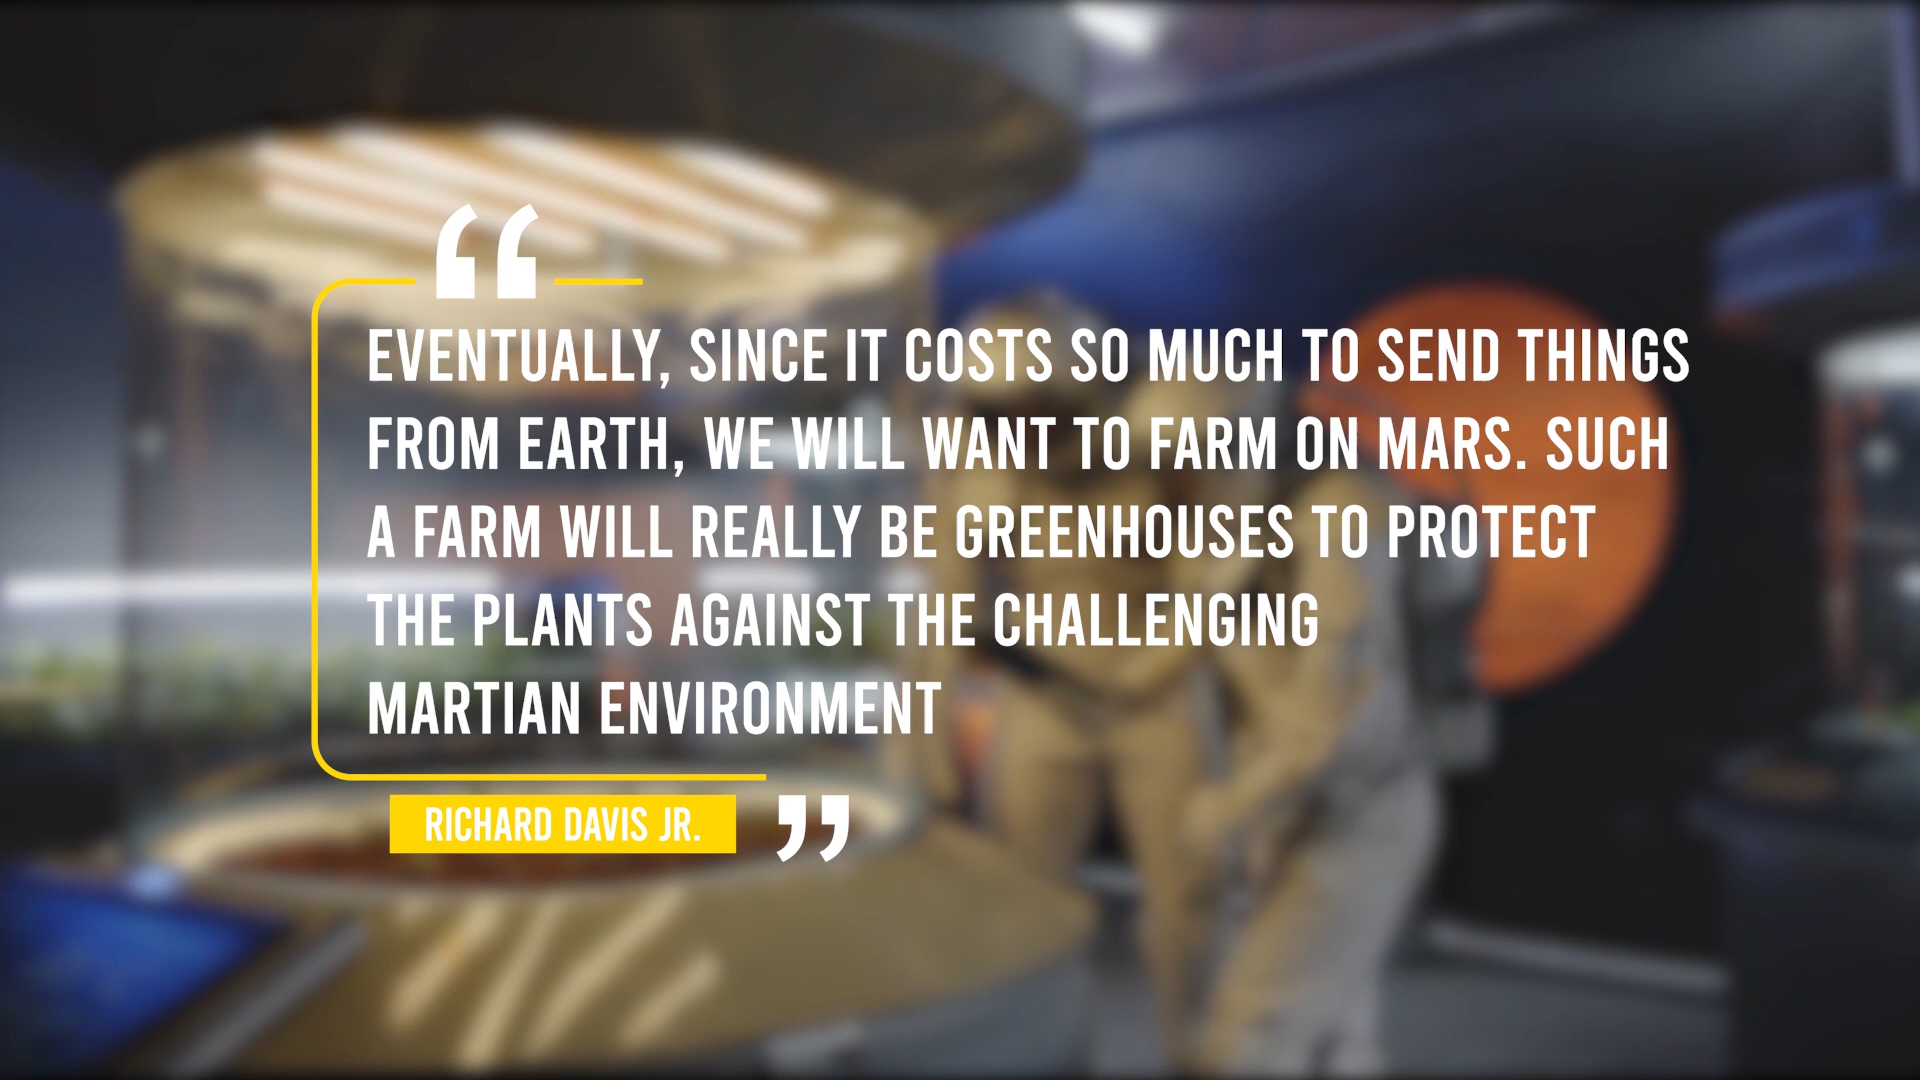 “
EVENTUALLY, SINCE IT COSTS SO MUCH TO SEND THINGS
FROM EARTH, WE WILL WANT TO FARM ON MARS. SUCH
A FARM WILL REALLY BE GREENHOUSES TO PROTECT
THE PLANTS AGAINST THE CHALLENGING
MARTIAN ENVIRONMENT
RICHARD DAVIS JR. ”